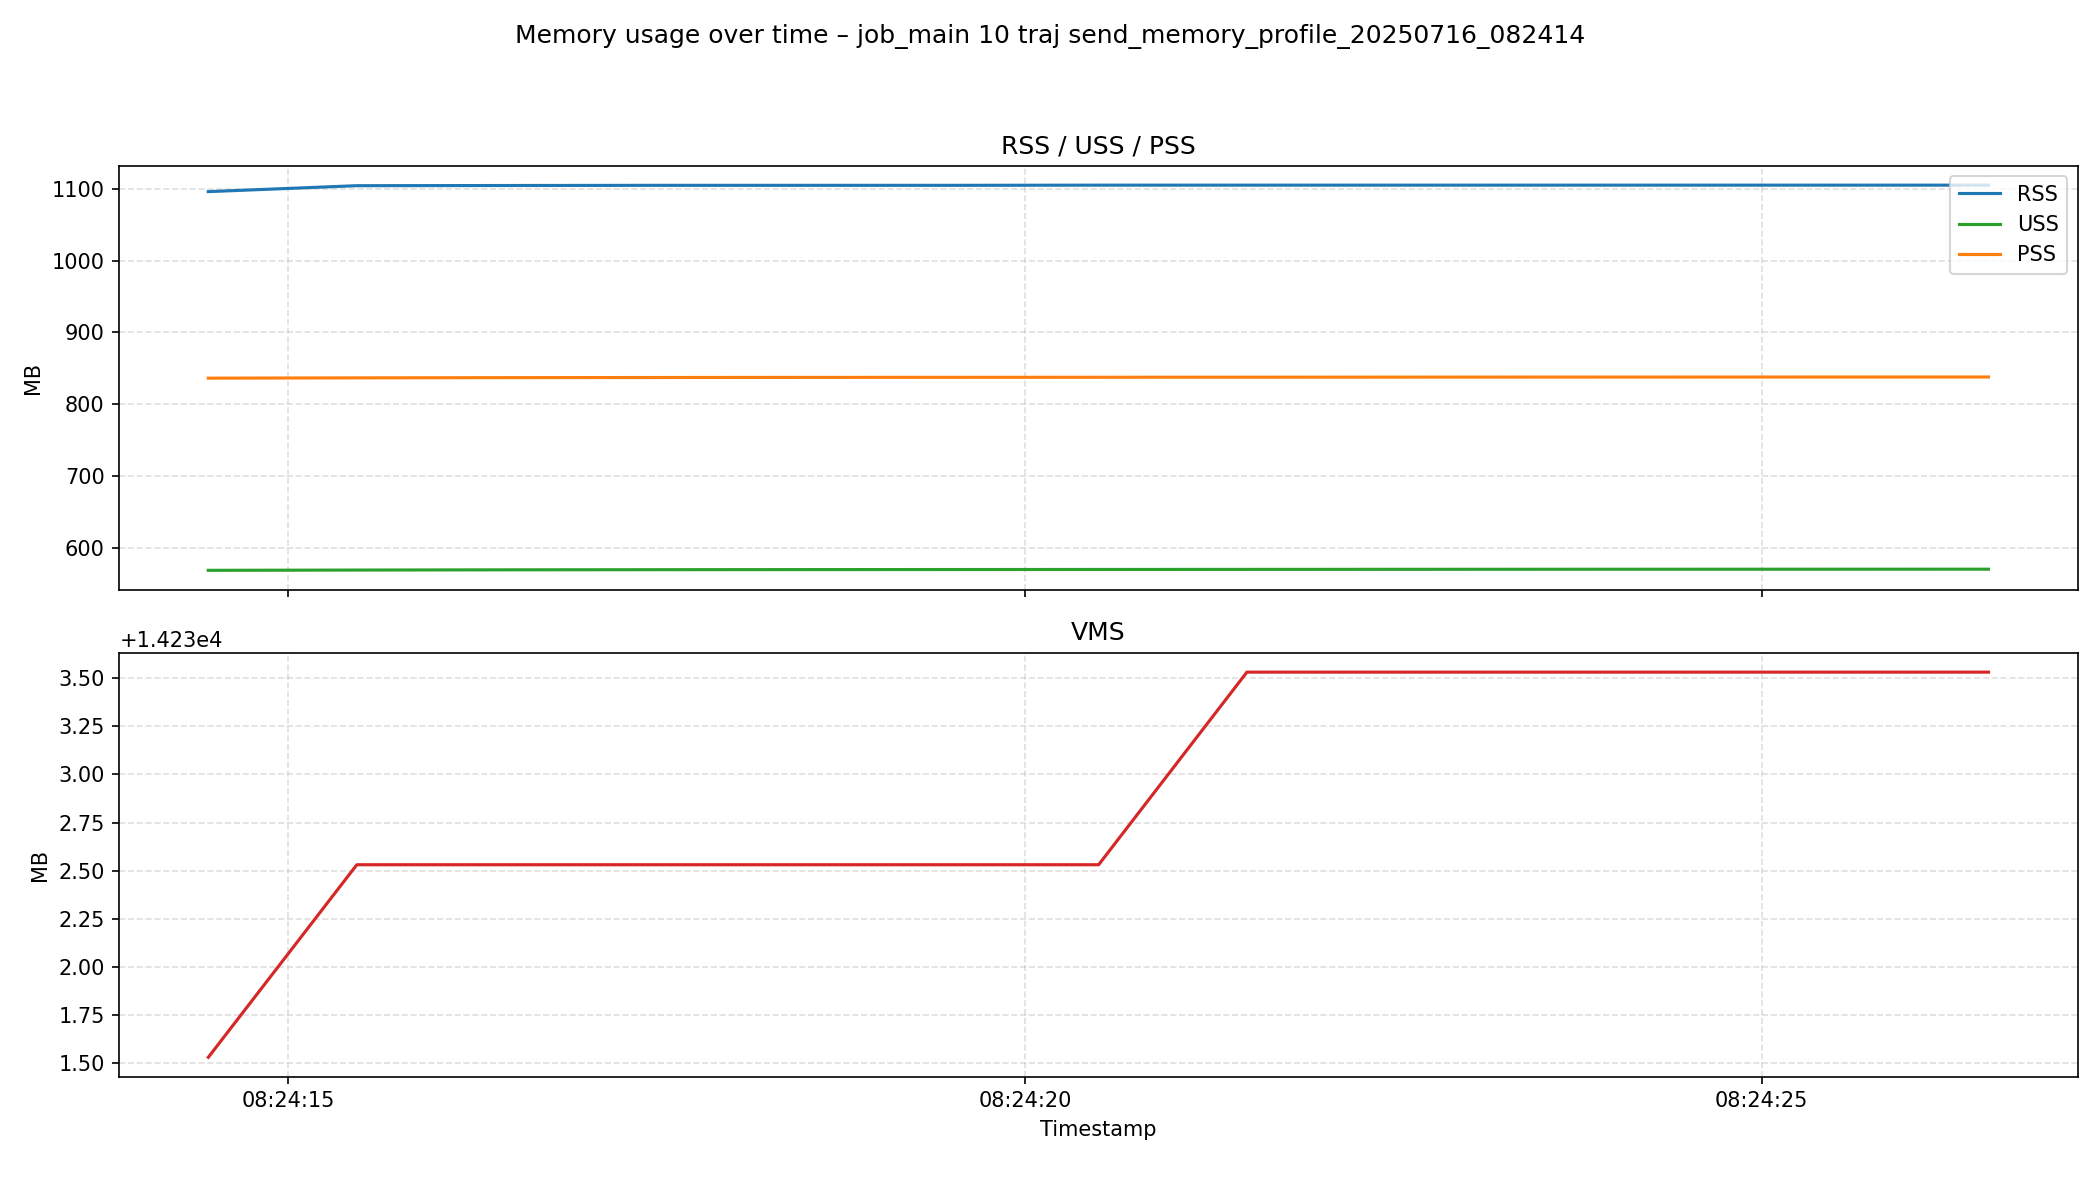 Memory usage over time – job_main 10 traj send_memory_profile_20250716_082414
RSS / USS / PSS
1100
1000
900
800
700
600
MB
RSS
USS
PSS
+1.423e4
VMS
3.50
3.25
3.00
2.75
2.50
2.25
2.00
1.75
1.50
MB
08:24:15
08:24:20
08:24:25
Timestamp